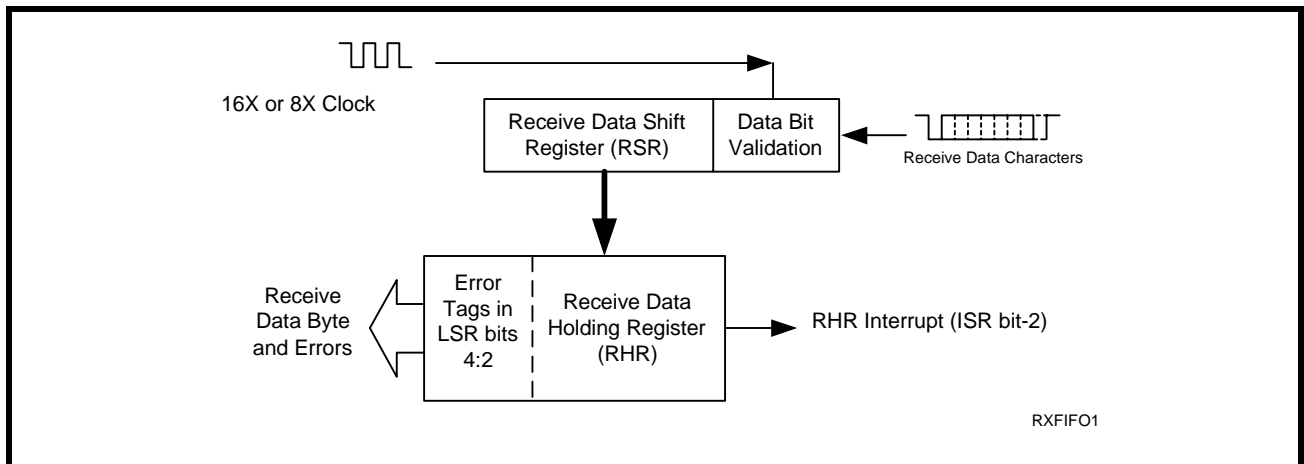 16X or 8X Clock
Receive Data Shift
Register (RSR)
Data Bit
Validation
Receive Data Characters
Receive
Data Byte
and Errors
Error
Tags in
LSR bits
4:2
Receive Data
Holding Register
(RHR)
RHR Interrupt (ISR bit-2)
RXFIFO1